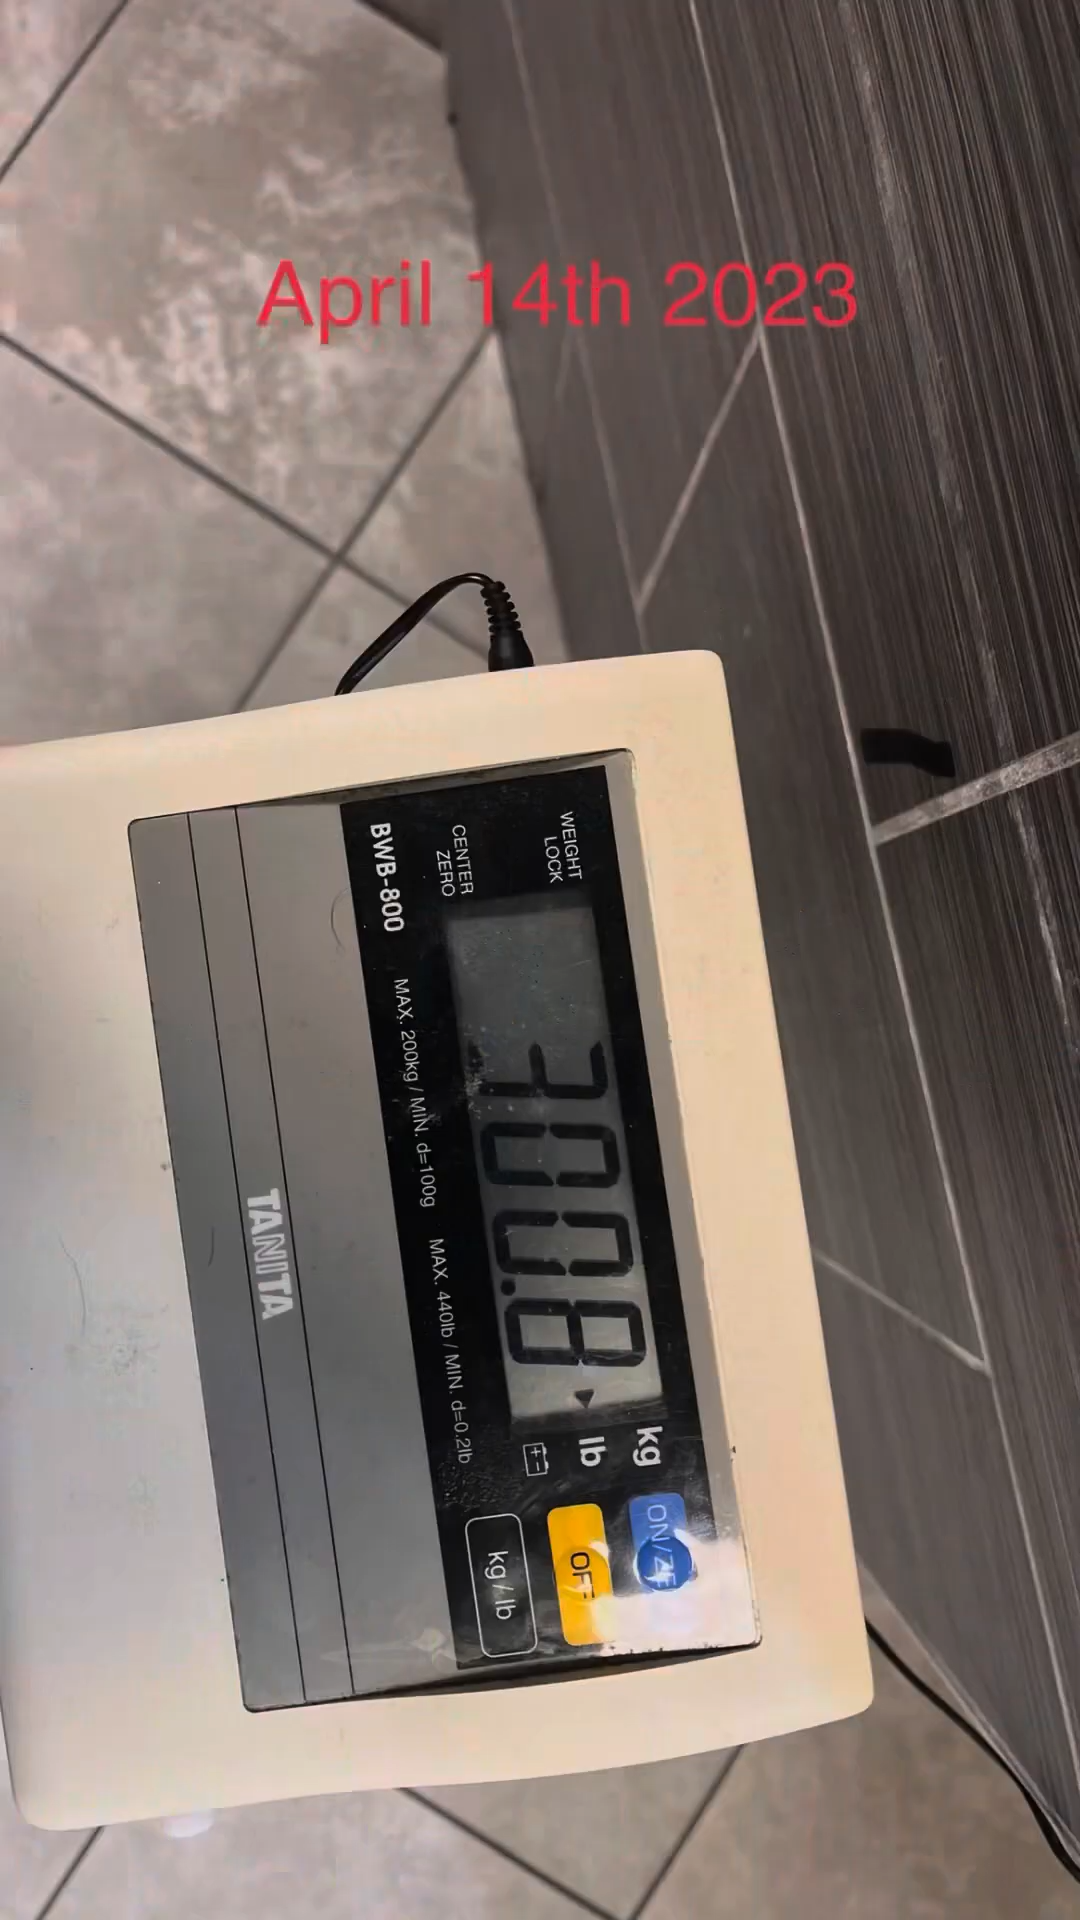 April 14th 2023
WEIGHT
LOCK
CENTER
ZERO
300.8
kg
lb
BWB-800
MAX. 200kg / MIN. d=100g
MAX. 440lb / MIN. d=0.2lb
OFF
kg / lb
TANITA